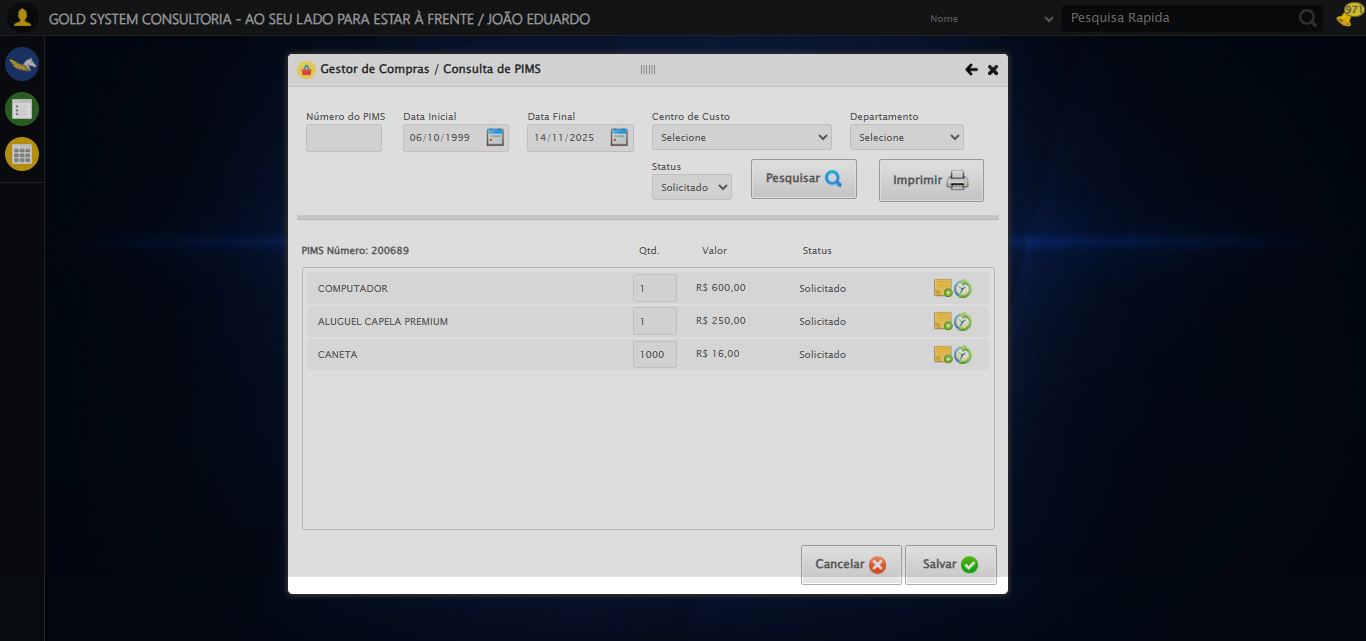 GOLD SYSTEM CONSULTORIA - AO SEU LADO PARA ESTAR À FRENTE / JOÃO EDUARDO
Nome
Pesquisa Rapida
971
Gestor de Compras / Consulta de PIMS
Número do PIMS Data Inicial Data Final Centro de Custo Departamento
06/10/1999 14/11/2025 Selecione Selecione
Status
Solicitado Pesquisar Imprimir
PIMS Número: 200689 Qtd. Valor Status
COMPUTADOR 1 R$ 600,00 Solicitado
ALUGUEL CAPELA PREMIUM 1 R$ 250,00 Solicitado
CANETA 1000 R$ 16,00 Solicitado
Cancelar Salvar